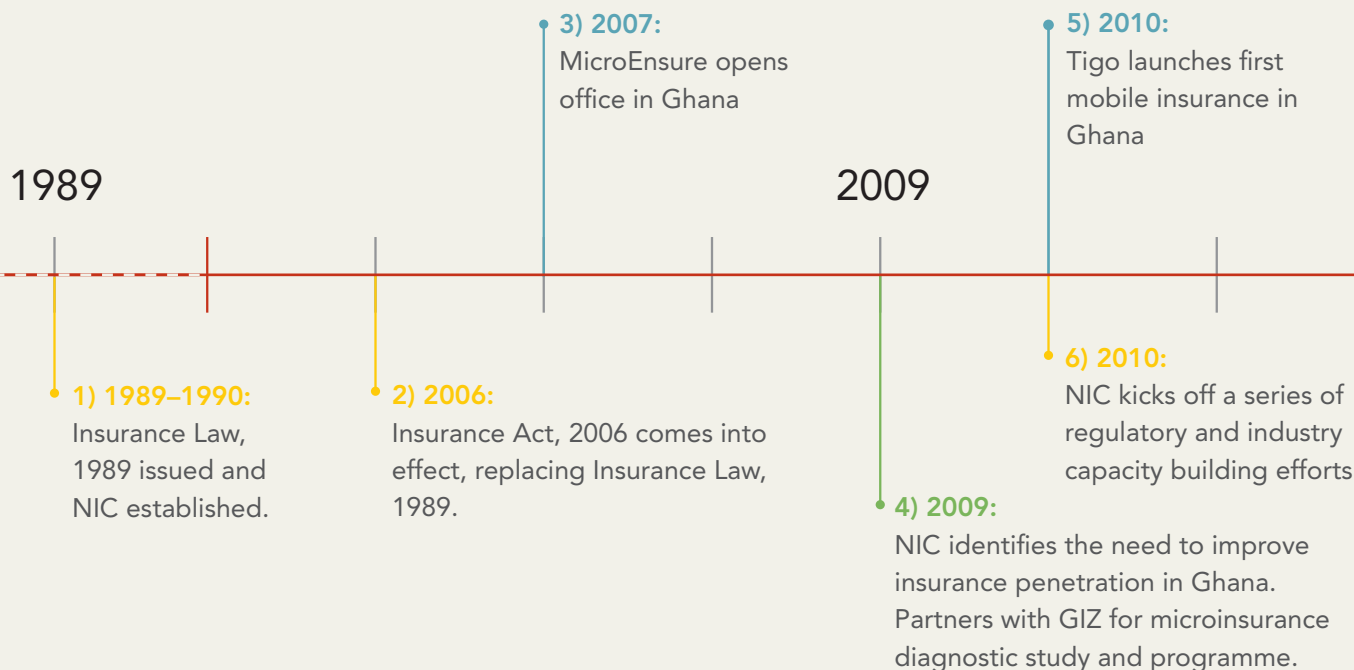 3) 2007:
MicroEnsure opens
office in Ghana
5) 2010:
Tigo launches first
mobile insurance in
Ghana
1989
2009
1) 1989–1990:
Insurance Law,
1989 issued and
NIC established.
2) 2006:
Insurance Act, 2006 comes into
effect, replacing Insurance Law,
1989.
6) 2010:
NIC kicks off a series of
regulatory and industry
capacity building efforts
4) 2009:
NIC identifies the need to improve
insurance penetration in Ghana.
Partners with GIZ for microinsurance
diagnostic study and programme.